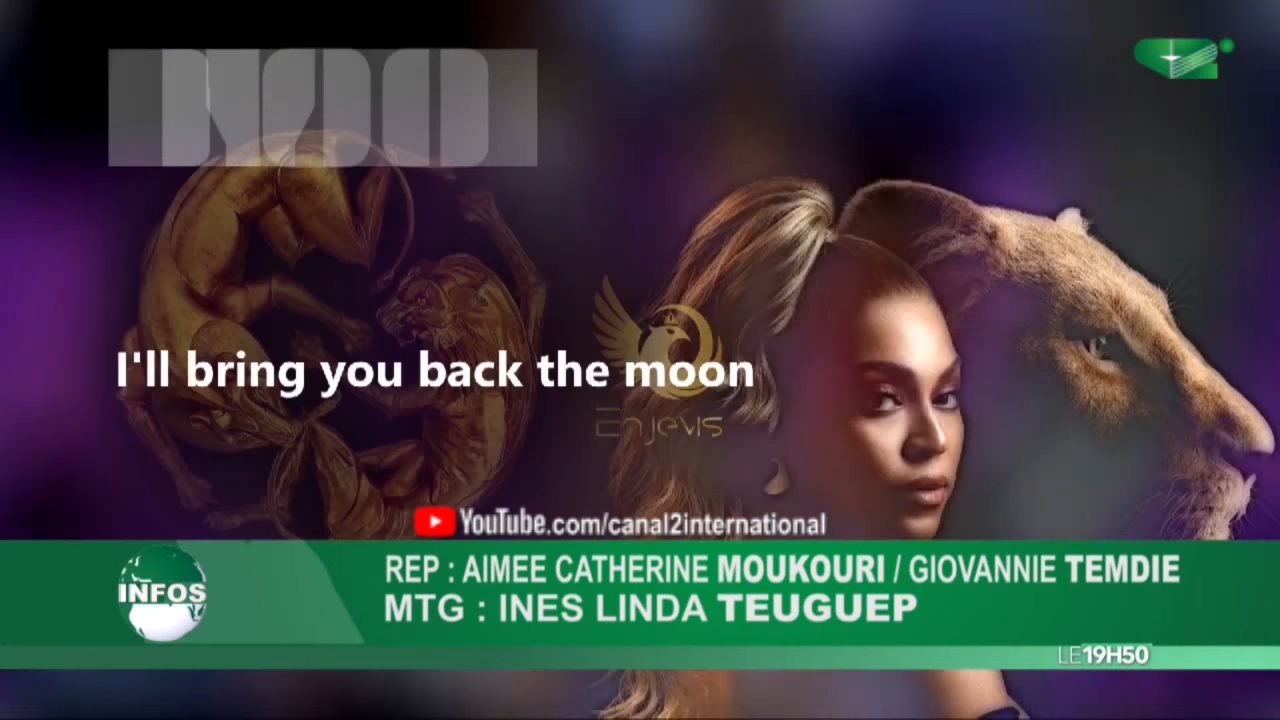 I'll bring you back the moon
Enjevis
YouTube.com/canal2international
REP : AIMEE CATHERINE MOUKOURI / GIOVANNIE TEMDIE
INFOS
MTG : INES LINDA TEUGUEP
LE19H50